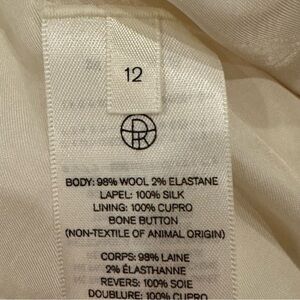 12
BODY: 98% WOOL 2% ELASTANE
LAPEL: 100% SILK
LINING: 100% CUPRO
BONE BUTTON
(NON-TEXTILE OF ANIMAL ORIGIN)
CORPS: 98% LAINE
2% ÉLASTHANNE
REVERS: 100% SOIE
DOUBLURE: 100% CUPRO